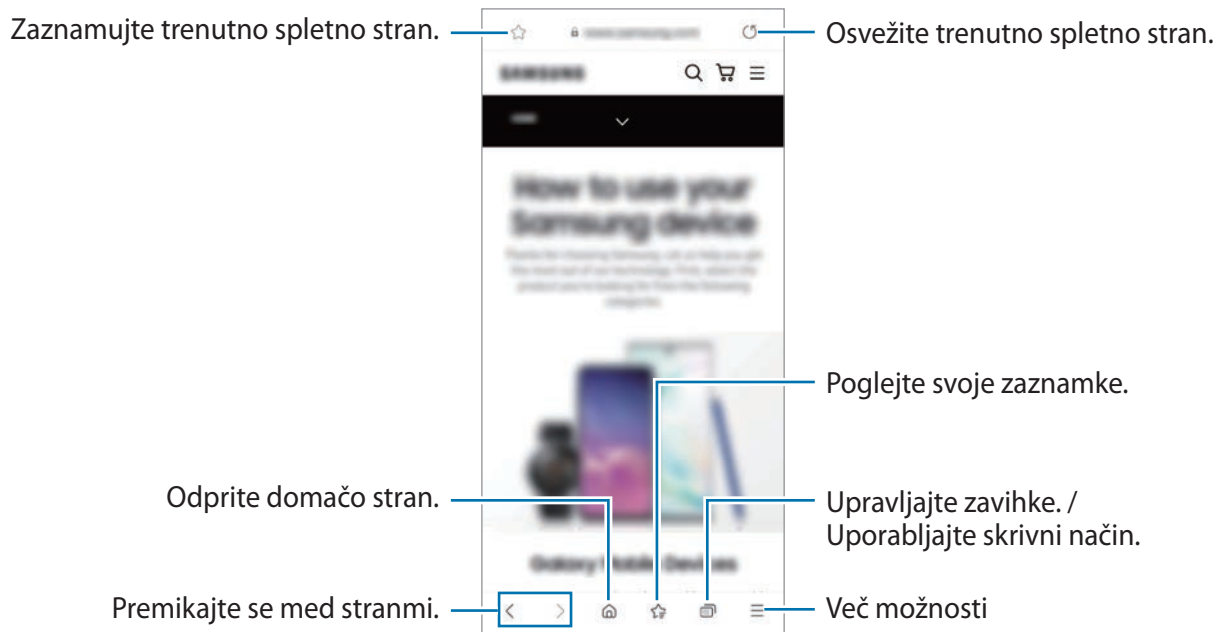 Zaznamujte trenutno spletno stran.
Osvežite trenutno spletno stran.
SAMSUNG
How to use your
Samsung device
Poglejte svoje zaznamke.
Odprite domačo stran.
Upravljajte zavihke. /
Uporabljajte skrivni način.
Galaxy Mobile Devices
Premikajte se med stranmi.
Več možnosti